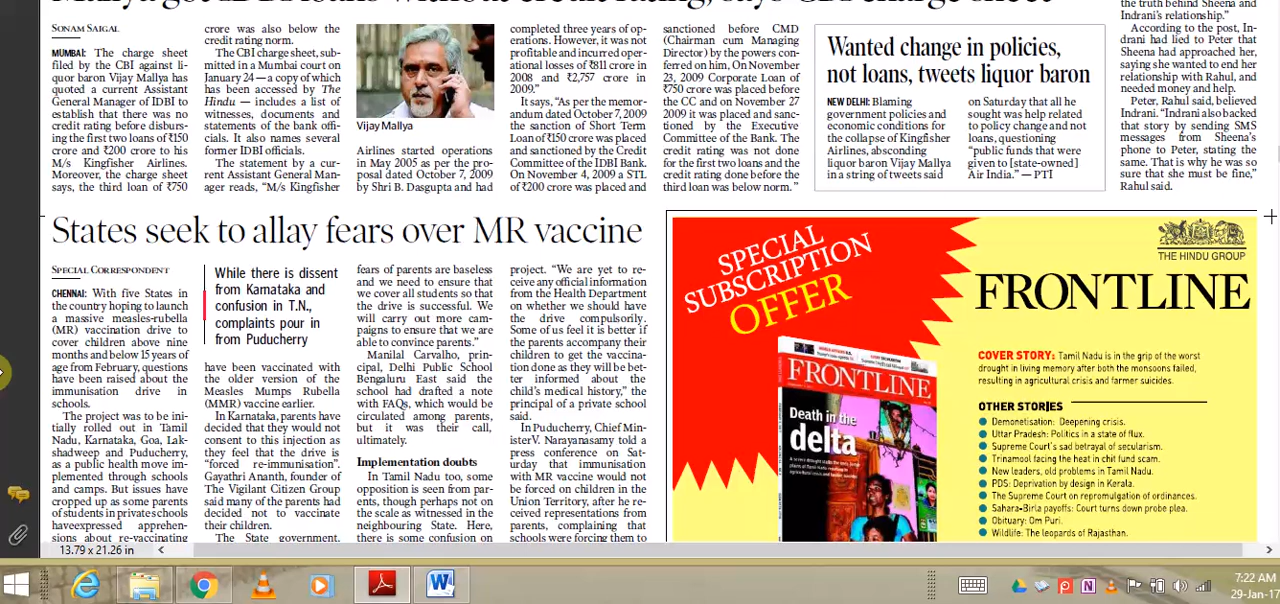 Mallya got IDBI loans without credit rating, says CBI charge sheet
SONAM SAIGAL
MUMBAI: The charge sheet
filed by the CBI against li-
quor baron Vijay Mallya has
quoted a current Assistant
General Manager of IDBI to
establish that there was no
credit rating before disburs-
ing the first two loans of ₹150
crore and ₹200 crore to his
M/s Kingfisher Airlines.
Moreover, the charge sheet
says, the third loan of ₹750
crore was also below the
credit rating norm.
The CBI charge sheet, sub-
mitted in a Mumbai court on
January 24 — a copy of which
has been accessed by The
Hindu — includes a list of
witnesses, documents and
statements of the bank offi-
cials. It also names several
former IDBI officials.
The statement by a cur-
rent Assistant General Man-
ager reads, “M/s Kingfisher
Vijay Mallya
Airlines started operations
in May 2005 as per the pro-
posal dated October 7, 2009
by Shri B. Dasgupta and had
completed three years of op-
erations. However, it was not
profitable and incurred oper-
ational losses of ₹811 crore in
2008 and ₹2,757 crore in
2009.”
It says, “As per the memor-
andum dated October 7, 2009
the sanction of Short Term
Loan of ₹150 crore was placed
and sanctioned by the Credit
Committee of the IDBI Bank.
On November 4, 2009 a STL
of ₹200 crore was placed and
sanctioned before CMD
(Chairman cum Managing
Director) by the powers con-
ferred on him, On November
23, 2009 Corporate Loan of
₹750 crore was placed before
the CC and on November 27
2009 it was placed and sanc-
tioned by the Executive
Committee of the Bank. The
credit rating was not done
for the first two loans and the
credit rating done before the
third loan was below norm.”
Wanted change in policies,
not loans, tweets liquor baron
NEW DELHI: Blaming
government policies and
economic conditions for
the collapse of Kingfisher
Airlines, absconding
liquor baron Vijay Mallya
in a string of tweets said
on Saturday that all he
sought was help related
to policy change and not
loans, questioning
“public funds that were
given to [state-owned]
Air India.” — PTI
the truth behind Sheena and
Indrani's relationship.”
According to the post, In-
drani had lied to Peter that
Sheena had approached her,
saying she wanted to end her
relationship with Rahul, and
needed money and help.
Peter, Rahul said, believed
Indrani. “Indrani also backed
that story by sending SMS
messages from Sheena's
phone to Peter, stating the
same. That is why he was so
sure that she must be fine,”
Rahul said.
States seek to allay fears over MR vaccine
SPECIAL CORRESPONDENT
CHENNAI: With five States in
the country hoping to launch
a massive measles-rubella
(MR) vaccination drive to
cover children above nine
months and below 15 years of
age from February, questions
have been raised about the
immunisation drive in
schools.
The project was to be ini-
tially rolled out in Tamil
Nadu, Karnataka, Goa, Lak-
shadweep and Puducherry,
as a public health move im-
plemented through schools
and camps. But issues have
cropped up as some parents
of students in private schools
haveexpressed apprehen-
sions about re-vaccinating
While there is dissent
from Karnataka and
confusion in T.N.,
complaints pour in
from Puducherry
have been vaccinated with
the older version of the
Measles Mumps Rubella
(MMR) vaccine earlier.
In Karnataka, parents have
decided that they would not
consent to this injection as
they feel that the drive is
“forced re-immunisation”.
Gayathri Ananth, founder of
The Vigilant Citizen Group
said many of the parents had
decided not to vaccinate
their children.
The State government,
fears of parents are baseless
and we need to ensure that
we cover all students so that
the drive is successful. We
will carry out more cam-
paigns to ensure that we are
able to convince parents.”
Manilal Carvalho, prin-
cipal, Delhi Public School
Bengaluru East said the
school had drafted a note
with FAQs, which would be
circulated among parents,
but it was their call,
ultimately.
Implementation doubts
In Tamil Nadu too, some
opposition is seen from par-
ents, though perhaps not on
the scale as witnessed in the
neighbouring State. Here,
there is some confusion on
project. “We are yet to re-
ceive any official information
from the Health Department
on whether we should have
the drive compulsorily.
Some of us feel it is better if
the parents accompany their
children to get the vaccina-
tion done as they will be bet-
ter informed about the
child's medical history,” the
principal of a private school
said.
In Puducherry, Chief Min-
isterV. Narayanasamy told a
press conference on Sat-
urday that immunisation
with MR vaccine would
not be forced on children in
the Union Territory, after he re-
ceived representations from
parents, complaining that
schools were forcing them to
SPECIAL
SUBSCRIPTION
OFFER
FRONTLINE
Death in the
delta
THE HINDU GROUP
FRONTLINE
COVER STORY: Tamil Nadu is in the grip of the worst
drought in living memory after both the monsoons failed,
resulting in agricultural crisis and farmer suicides.
OTHER STORIES
Demonetisation: Deepening crisis.
Uttar Pradesh: Politics in a state of flux.
Supreme Court's sad betrayal of secularism.
Trinamool facing the heat in chit fund scam.
New leaders, old problems in Tamil Nadu.
PDS: Deprivation by design in Kerala.
The Supreme Court on repromulgation of ordinances.
Sahara-Birla payoffs: Court turns down probe plea.
Obituary: Om Puri.
Wildlife: The leopards of Rajasthan.
13.79 x 21.26 in
7:22 AM
29-Jan-17